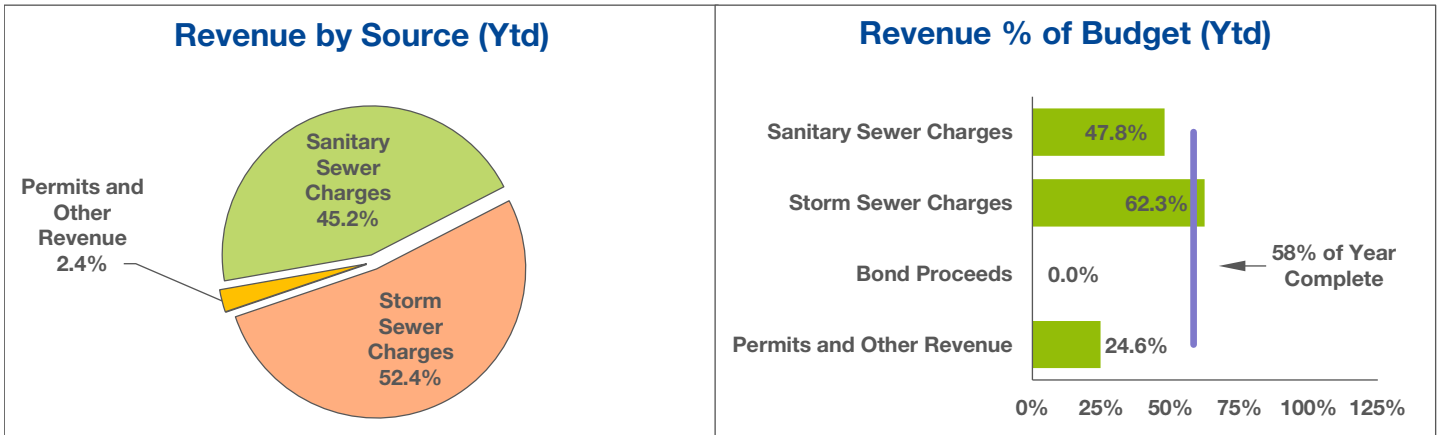 Revenue by Source (Ytd)
Sanitary
Sewer
Charges
45.2%
Permits and
Other
Revenue
2.4%
Storm
Sewer
Charges
52.4%
Revenue % of Budget (Ytd)
Sanitary Sewer Charges
47.8%
Storm Sewer Charges
62.3%
Bond Proceeds
0.0%
58% of Year
Complete
Permits and Other Revenue
24.6%
0% 25% 50% 75% 100% 125%